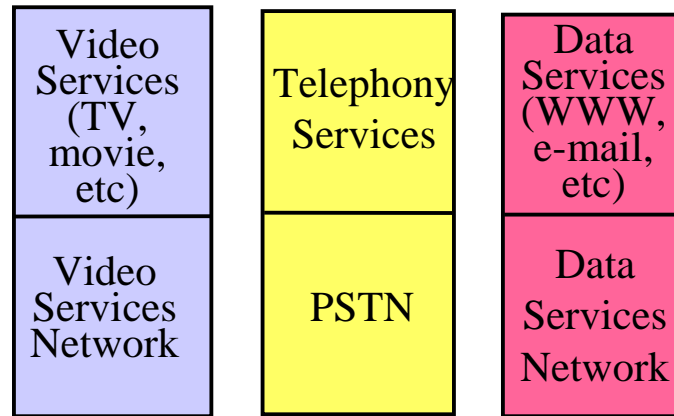 Video
Services
(TV,
movie,
etc)
Video
Services
Network
Telephony
Services
PSTN
Data
Services
(WWW,
e-mail,
etc)
Data
Services
Network